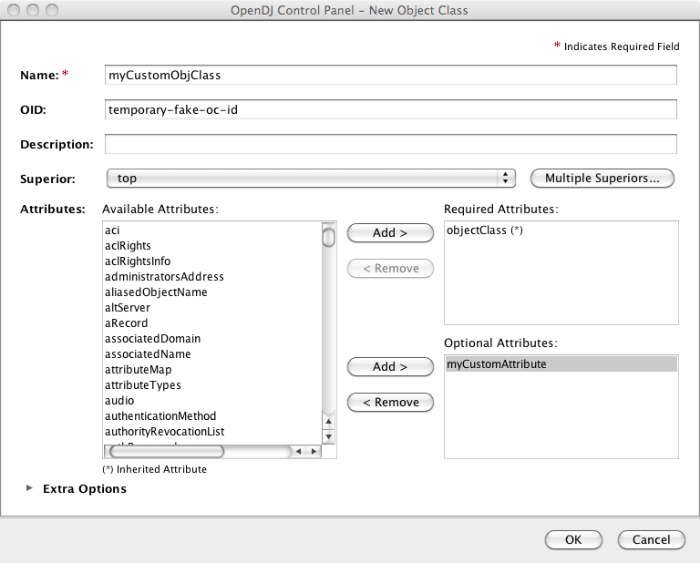 OpenDJ Control Panel – New Object Class
* Indicates Required Field
Name: * myCustomObjClass
OID: temporary-fake-oc-id
Description:
Superior: top Multiple Superiors...
Attributes: Available Attributes:
aci
aclRights
aclRightsInfo
administratorsAddress
aliasedObjectName
altServer
aRecord
associatedDomain
associatedName
attributeMap
attributeTypes
audio
authenticationMethod
authorityRevocationList
(*) Inherited Attribute
Add >
< Remove
Required Attributes:
objectClass (*)
Add >
< Remove
Optional Attributes:
myCustomAttribute
Extra Options
OK Cancel